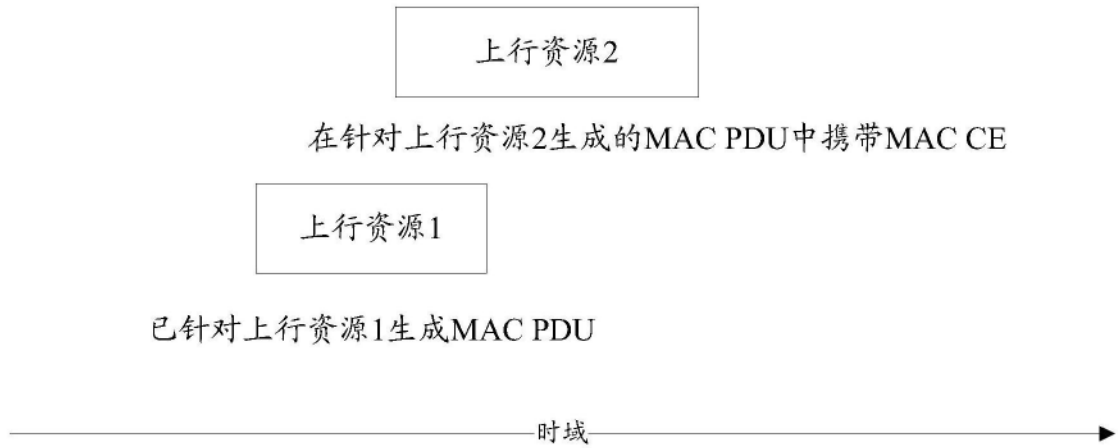 上行资源2
在针对上行资源2生成的MAC PDU中携带MAC CE
上行资源1
已针对上行资源1生成MAC PDU
时域